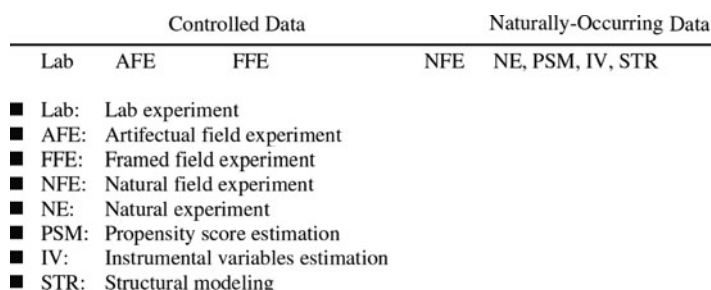 Controlled Data Naturally-Occurring Data
Lab AFE FFE NFE NE, PSM, IV, STR
■ Lab: Lab experiment
■ AFE: Artifectual field experiment
■ FFE: Framed field experiment
■ NFE: Natural field experiment
■ NE: Natural experiment
■ PSM: Propensity score estimation
■ IV: Instrumental variables estimation
■ STR: Structural modeling